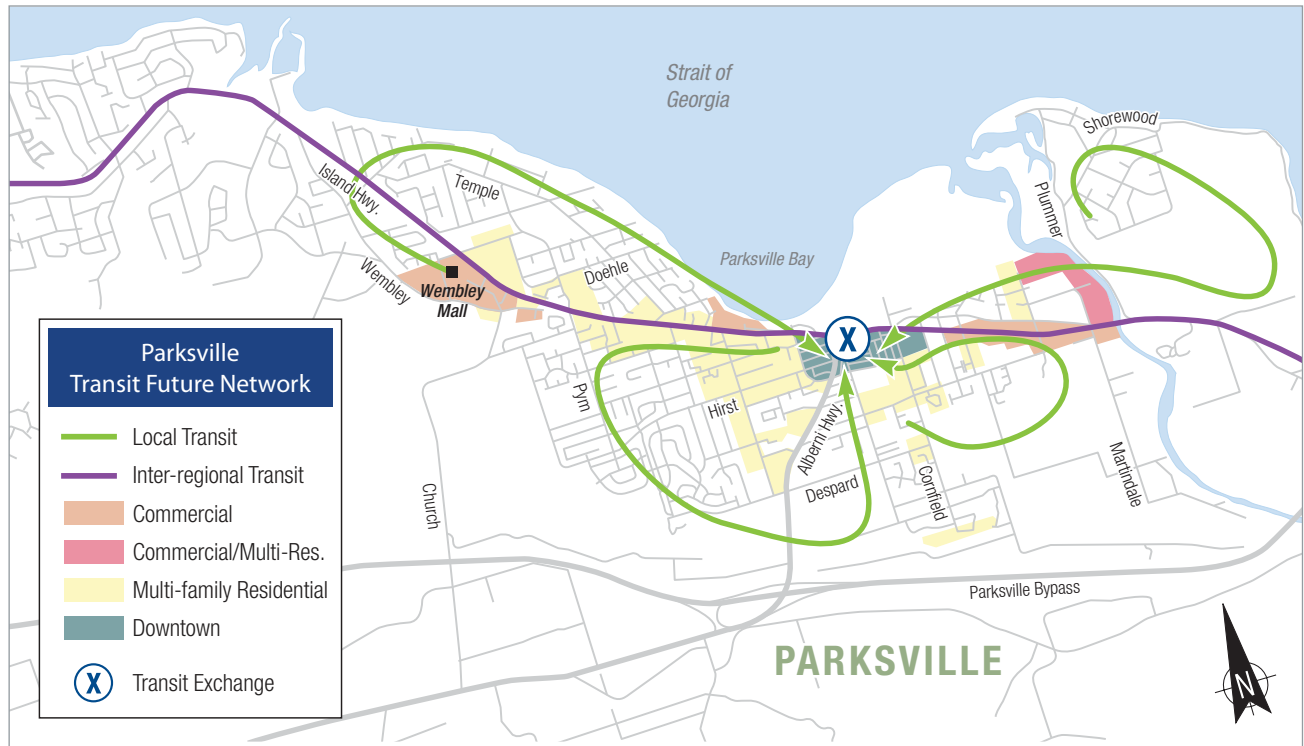 Strait of
Georgia
Shorewood
Island Hwy.
Temple
Plummer
Parksville Bay
Doehle
Wembley
Wembley
Mall
Parksville
Transit Future Network
X
Pym
Hirst
Alberni Hwy.
Local Transit
Inter-regional Transit
Church
Despard
Cornfield
Martindale
Commercial
Commercial/Multi-Res.
Multi-family Residential
Parksville Bypass
Downtown
PARKSVILLE
X
Transit Exchange
N